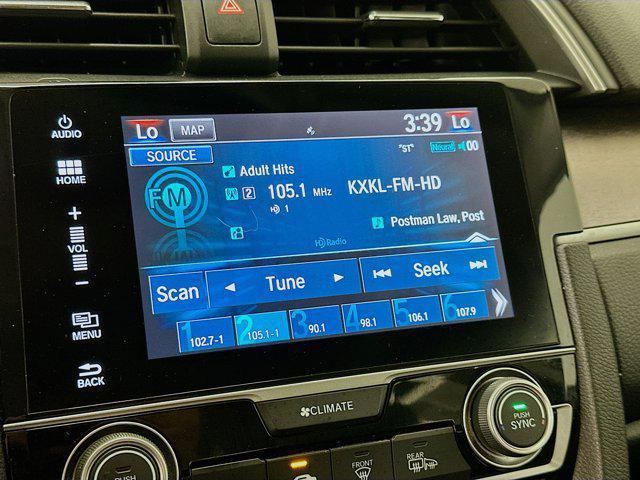 AUDIO
HOME
+
VOL
−
MENU
BACK
Lo MAP 3:39 Lo
SOURCE "ST" Neural 00
FM
Adult Hits
2 105.1 MHz KXKL-FM-HD
HD 1
Postman Law, Post
HD Radio
Scan Tune Seek
1 102.7-1
2 105.1-1
3 90.1
4 98.1
5 106.1
6 107.9
CLIMATE
PUSH
FRONT
REAR
PUSH
SYNC